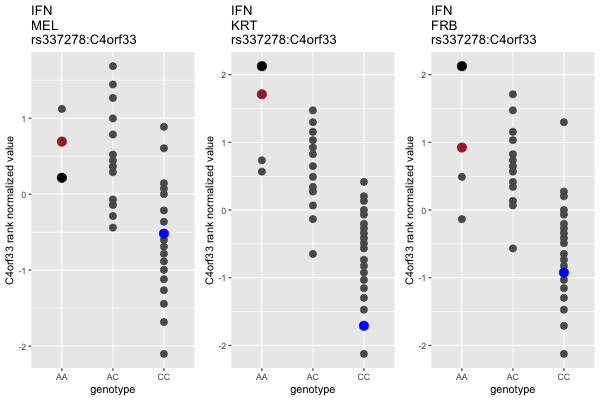 IFN
MEL
rs337278:C4orf33
C4orf33 rank normalized value
1
0
-1
-2
AA AC CC
genotype
IFN
KRT
rs337278:C4orf33
C4orf33 rank normalized value
2
1
0
-1
-2
AA AC CC
genotype
IFN
FRB
rs337278:C4orf33
C4orf33 rank normalized value
2
1
0
-1
-2
AA AC CC
genotype